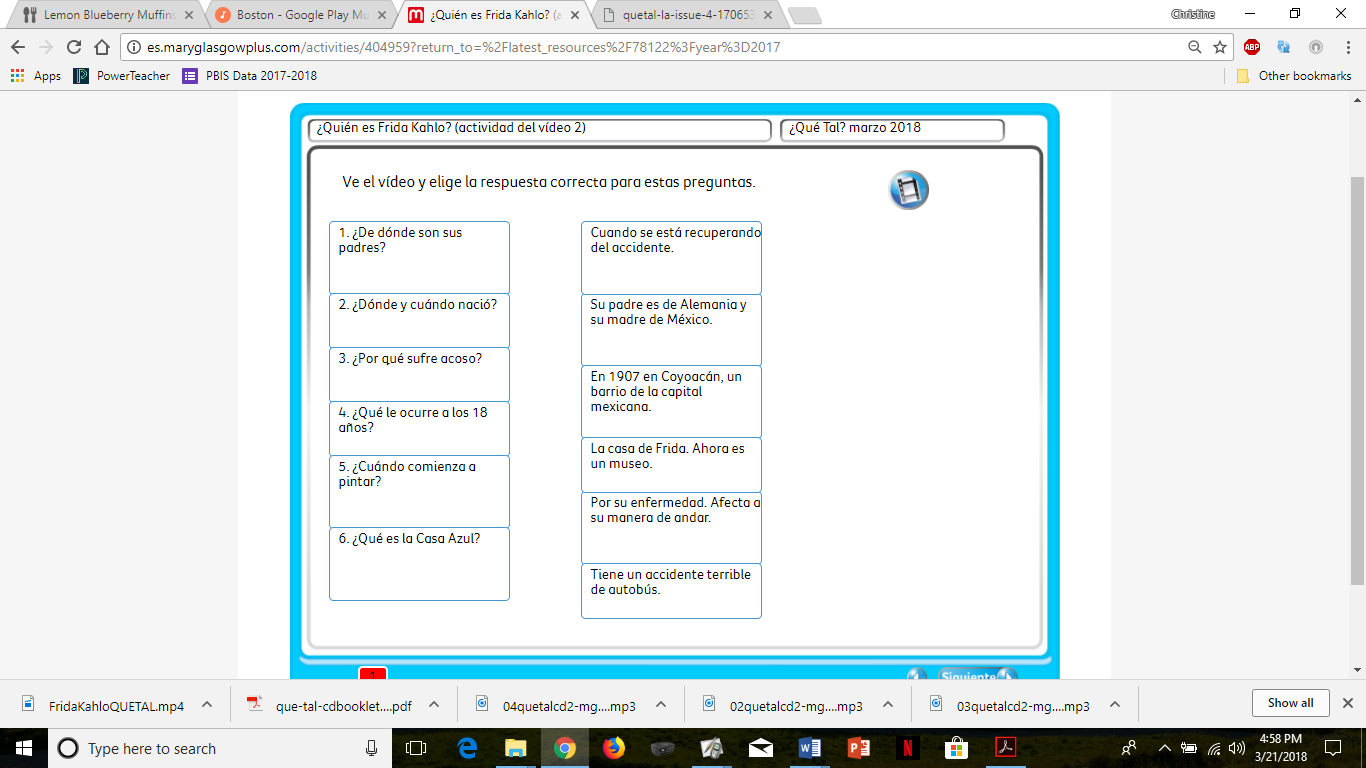 Lemon Blueberry Muffins
Boston - Google Play Mu
¿Quién es Frida Kahlo? (a
quetal-la-issue-4-170653
Christine
es.maryglasgowplus.com/activities/404959?return_to=%2Flatest_resources%2F78122%3Fyear%3D2017
ABP
Apps
PowerTeacher
PBIS Data 2017-2018
Other bookmarks
¿Quién es Frida Kahlo? (actividad del vídeo 2)
¿Qué Tal? marzo 2018
Ve el vídeo y elige la respuesta correcta para estas preguntas.
1. ¿De dónde son sus
padres?
2. ¿Dónde y cuándo nació?
3. ¿Por qué sufre acoso?
4. ¿Qué le ocurre a los 18
años?
5. ¿Cuándo comienza a
pintar?
6. ¿Qué es la Casa Azul?
Cuando se está recuperando
del accidente.
Su padre es de Alemania y
su madre de México.
En 1907 en Coyoacán, un
barrio de la capital
mexicana.
La casa de Frida. Ahora es
un museo.
Por su enfermedad. Afecta a
su manera de andar.
Tiene un accidente terrible
de autobús.
1
Siguiente
FridaKahloQUETAL.mp4
que-tal-cdbooklet....pdf
04quetalcd2-mg....mp3
02quetalcd2-mg....mp3
03quetalcd2-mg....mp3
Show all
Type here to search
4:58 PM
3/21/2018